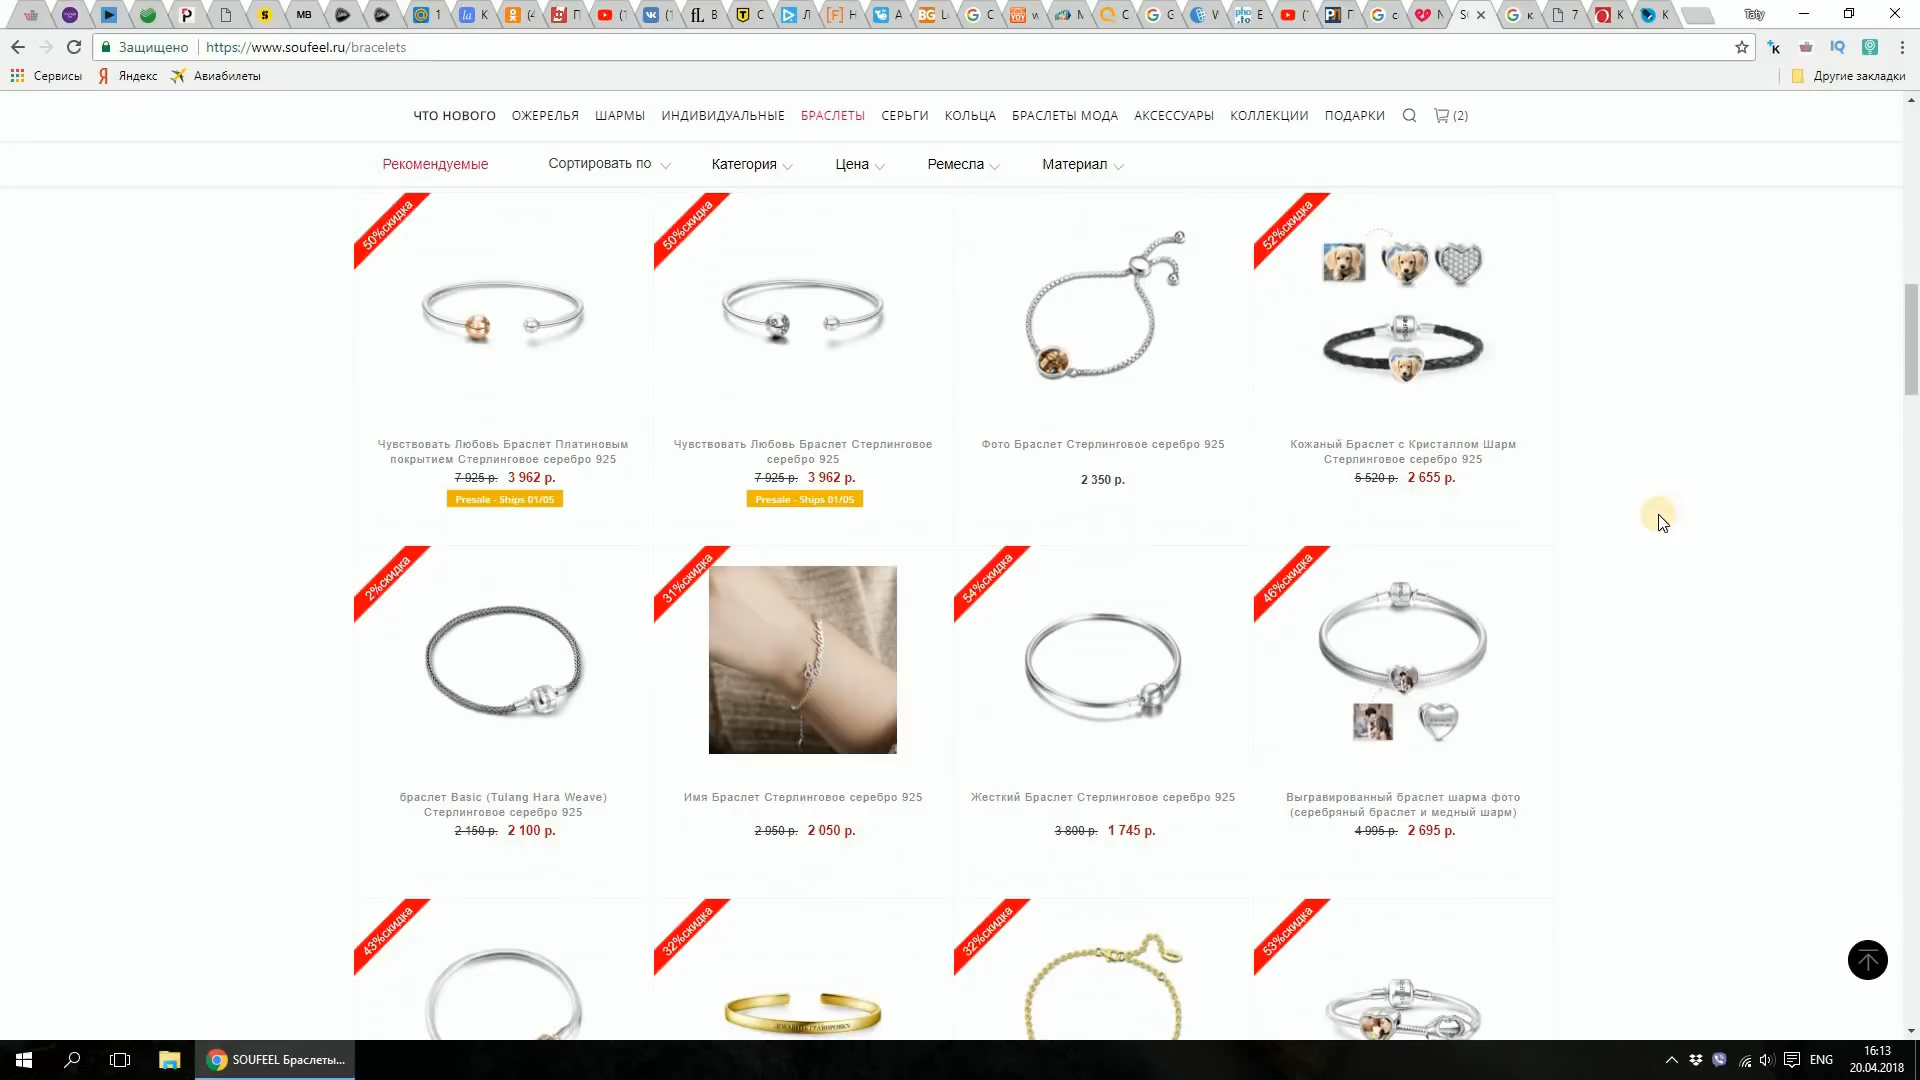 Taty
Защищено
https://www.soufeel.ru/bracelets
Сервисы
Яндекс
Авиабилеты
Другие закладки
ЧТО НОВОГО ОЖЕРЕЛЬЯ ШАРМЫ ИНДИВИДУАЛЬНЫЕ БРАСЛЕТЫ СЕРЬГИ КОЛЬЦА БРАСЛЕТЫ МОДА АКСЕССУАРЫ КОЛЛЕКЦИИ ПОДАРКИ (2)
Рекомендуемые Сортировать по Категория Цена Ремесла Материал
50%скидка
50%скидка
52%скидка
Чувствовать Любовь Браслет Платиновым
покрытием Стерлинговое серебро 925
7 925 р. 3 962 р.
Presale - Ships 01/05
Чувствовать Любовь Браслет Стерлинговое
серебро 925
7 925 р. 3 962 р.
Presale - Ships 01/05
Фото Браслет Стерлинговое серебро 925
2 350 р.
Кожаный Браслет с Кристаллом Шарм
Стерлинговое серебро 925
5 520 р. 2 655 р.
2%скидка
31%скидка
54%скидка
46%скидка
браслет Basic (Tulang Hara Weave)
Стерлинговое серебро 925
2 150 р. 2 100 р.
Имя Браслет Стерлинговое серебро 925
2 950 р. 2 050 р.
Жесткий Браслет Стерлинговое серебро 925
3 800 р. 1 745 р.
Выгравированный браслет шарма фото
(серебряный браслет и медный шарм)
4 995 р. 2 695 р.
43%скидка
32%скидка
32%скидка
53%скидка
SOUFEEL Браслеты...
ENG
16:13
20.04.2018